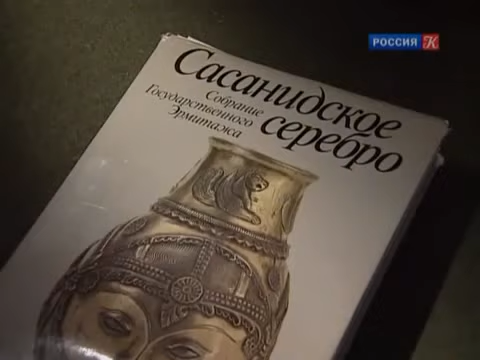 РОССИЯ К
Сасанидское
серебро
Собрание
Государственного
Эрмитажа